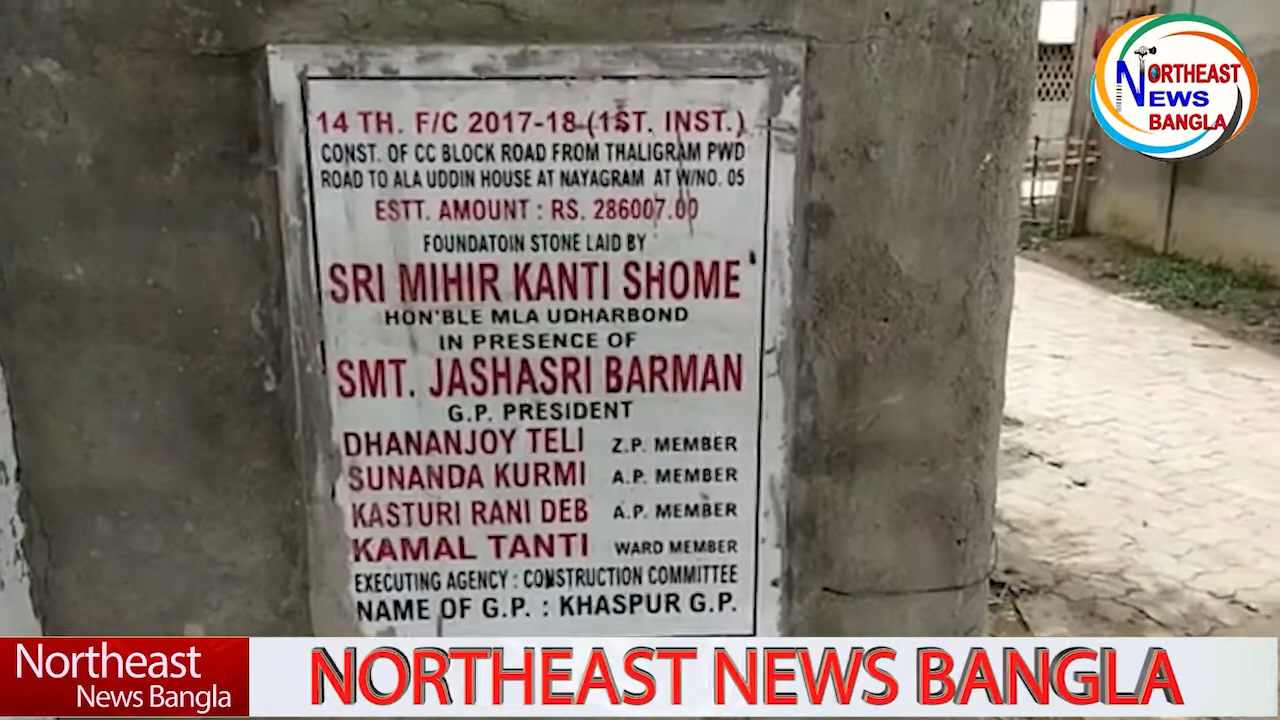 14 TH. F/C 2017-18 (1ST. INST.)
CONST. OF CC BLOCK ROAD FROM THALIGRAM PWD
ROAD TO ALA UDDIN HOUSE AT NAYAGRAM AT W/NO. 05
ESTT. AMOUNT : RS. 286007.00
FOUNDATOIN STONE LAID BY
SRI MIHIR KANTI SHOME
HON'BLE MLA UDHARBOND
IN PRESENCE OF
SMT. JASHASRI BARMAN
G.P. PRESIDENT
DHANANJOY TELI Z.P. MEMBER
SUNANDA KURMI A.P. MEMBER
KASTURI RANI DEB A.P. MEMBER
KAMAL TANTI WARD MEMBER
EXECUTING AGENCY : CONSTRUCTION COMMITTEE
NAME OF G.P. : KHASPUR G.P.
NORTHEAST
NEWS
BANGLA
Northeast
News Bangla
NORTHEAST NEWS BANGLA